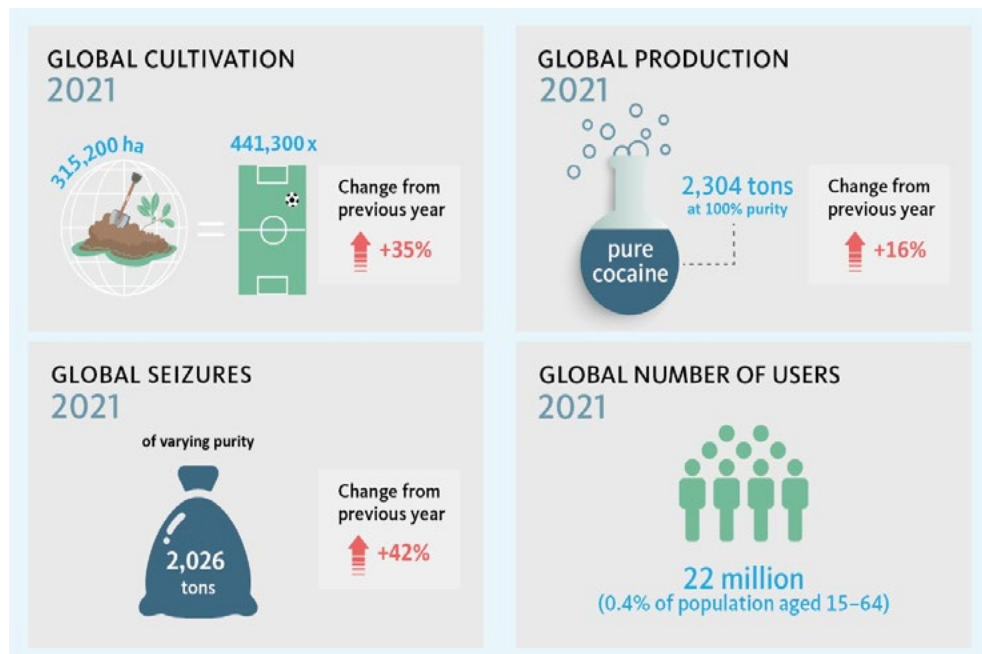 GLOBAL CULTIVATION
2021
315,200 ha
441,300 x
=
Change from
previous year
+35%
GLOBAL PRODUCTION
2021
2,304 tons
at 100% purity
pure
cocaine
Change from
previous year
+16%
GLOBAL SEIZURES
2021
of varying purity
2,026
tons
Change from
previous year
+42%
GLOBAL NUMBER OF USERS
2021
22 million
(0.4% of population aged 15–64)